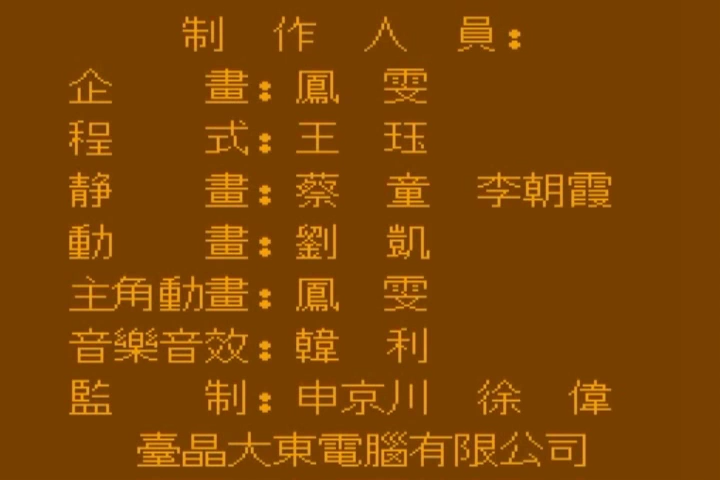 制 作 人 員:
企 畫: 鳳 雯
程 式: 王 珏
静 畫: 蔡 童 李朝霞
動 畫: 劉 凱
主角動畫: 鳳 雯
音樂音效: 韓 利
監 制: 申京川 徐 偉
臺晶大東電腦有限公司